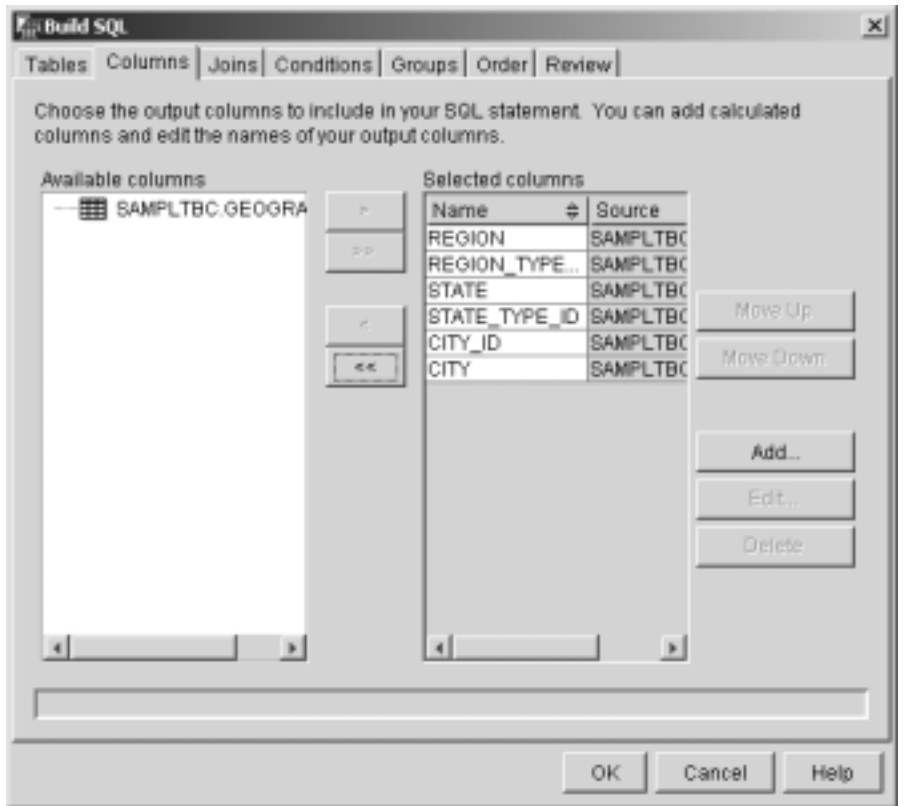 Build SQL
Tables Columns Joins Conditions Groups Order Review
Choose the output columns to include in your SQL statement. You can add calculated
columns and edit the names of your output columns.
Available columns
SAMPLTBC.GEOGRA
>
>>
<
<<
Selected columns
Name Source
REGION SAMPLTBC
REGION_TYPE... SAMPLTBC
STATE SAMPLTBC
STATE_TYPE_ID SAMPLTBC
CITY_ID SAMPLTBC
CITY SAMPLTBC
Move Up
Move Down
Add...
Edit...
Delete
OK Cancel Help